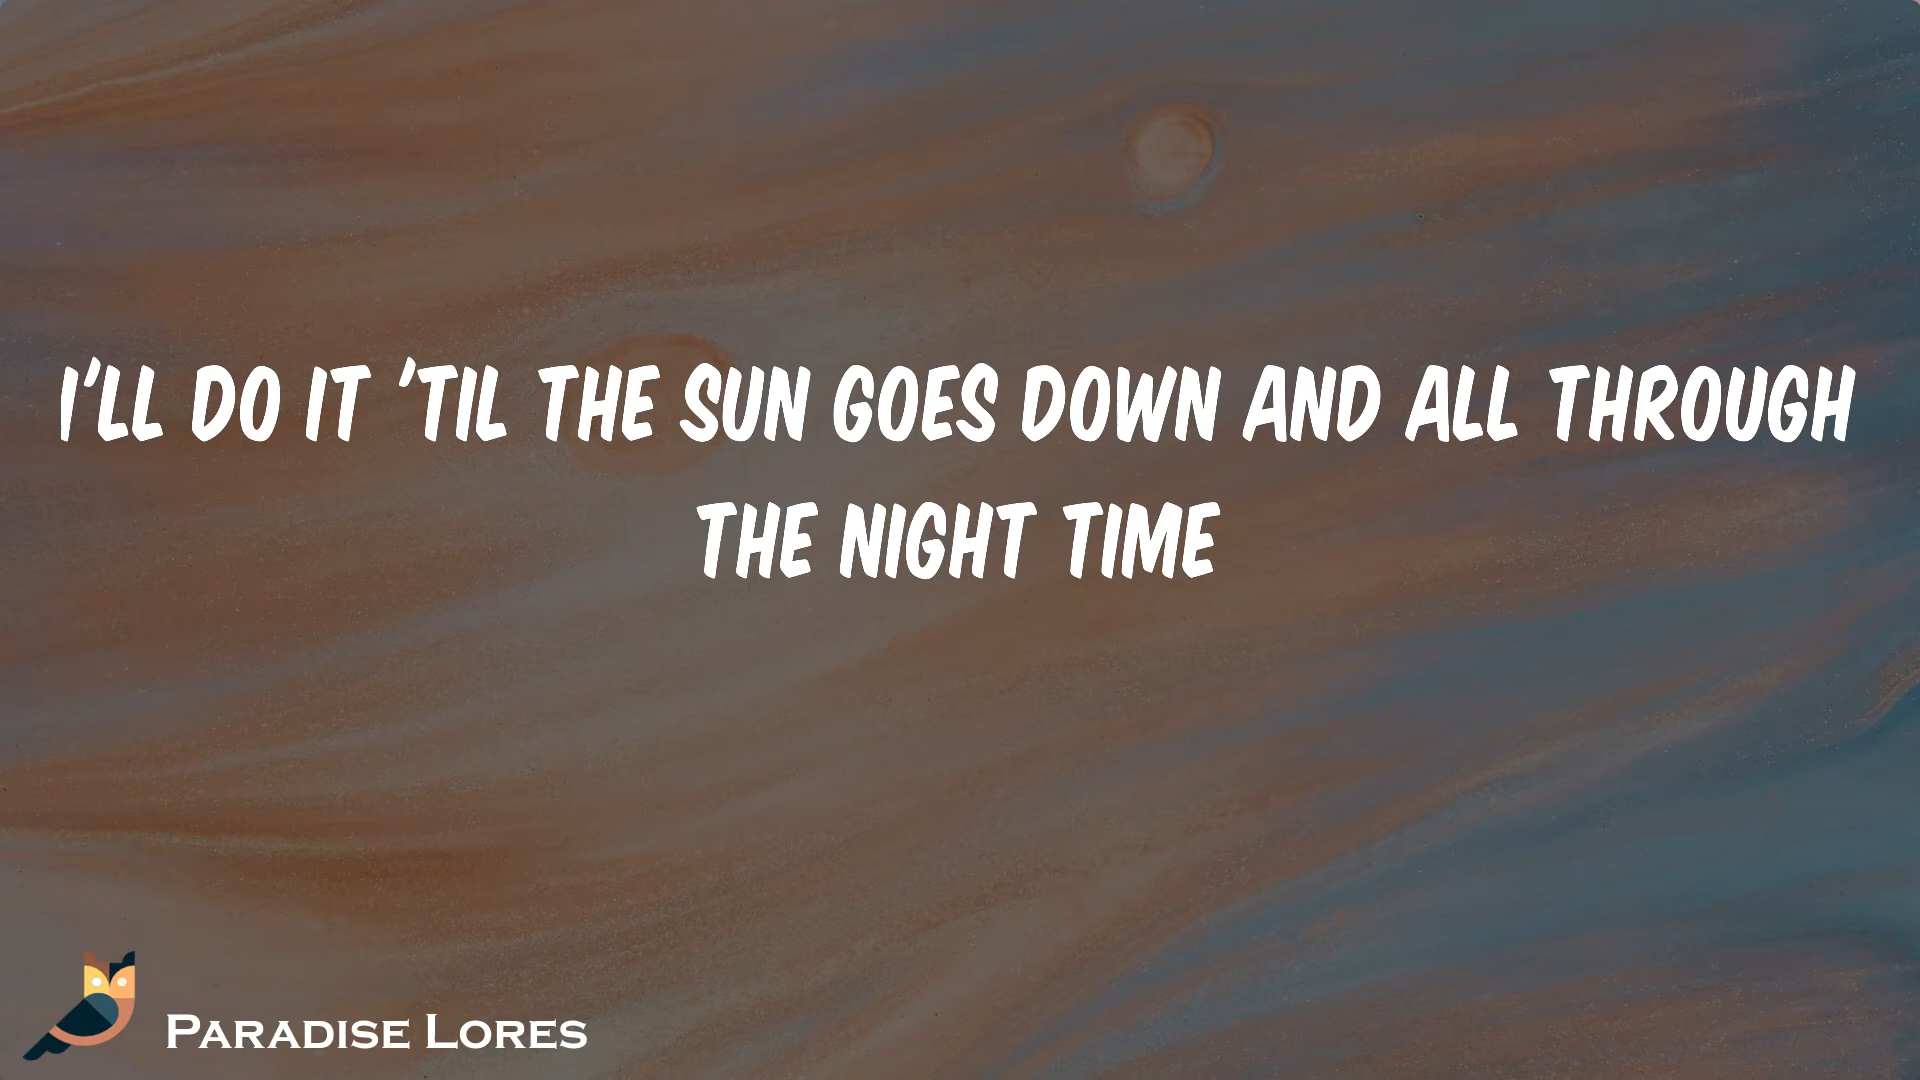 I'LL DO IT 'TIL THE SUN GOES DOWN AND ALL THROUGH
THE NIGHT TIME
PARADISE LORES